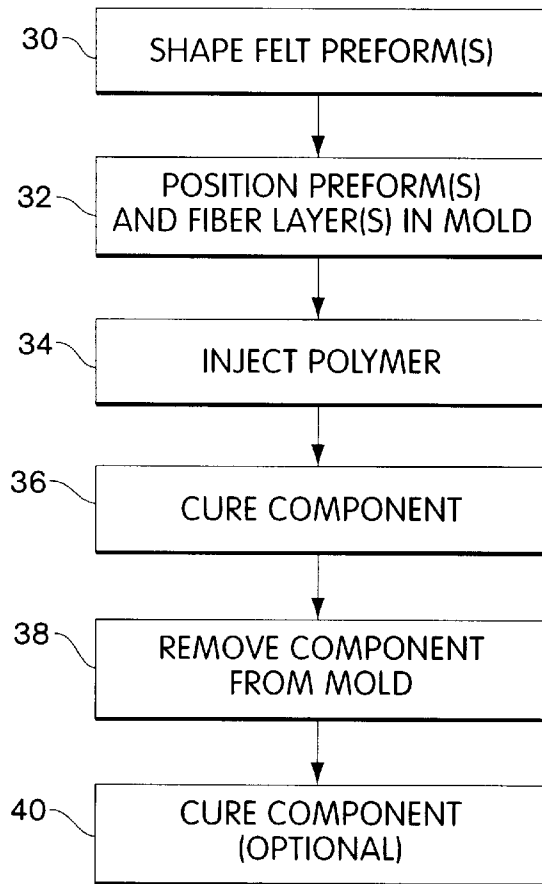 30
SHAPE FELT PREFORM(S)
32
POSITION PREFORM(S)
AND FIBER LAYER(S) IN MOLD
34
INJECT POLYMER
36
CURE COMPONENT
38
REMOVE COMPONENT
FROM MOLD
40
CURE COMPONENT
(OPTIONAL)